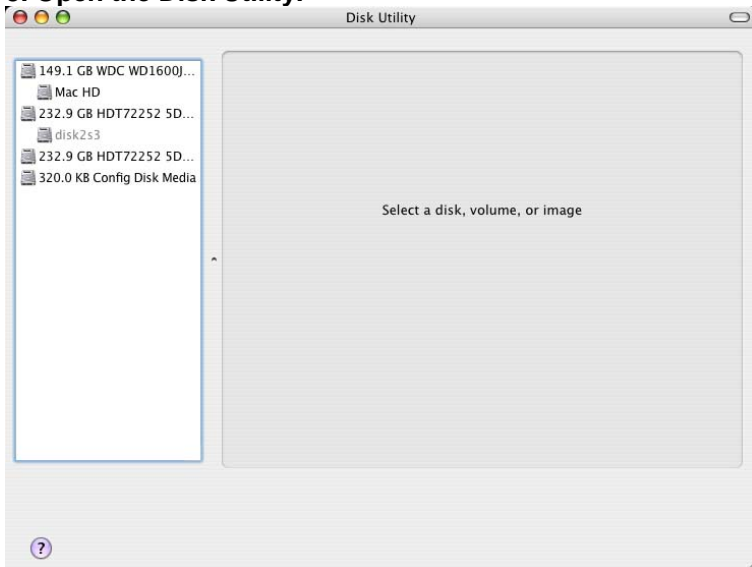 Disk Utility
149.1 GB WDC WD1600J...
Mac HD
232.9 GB HDT72252 5D...
disk2s3
232.9 GB HDT72252 5D...
320.0 KB Config Disk Media
Select a disk, volume, or image
?